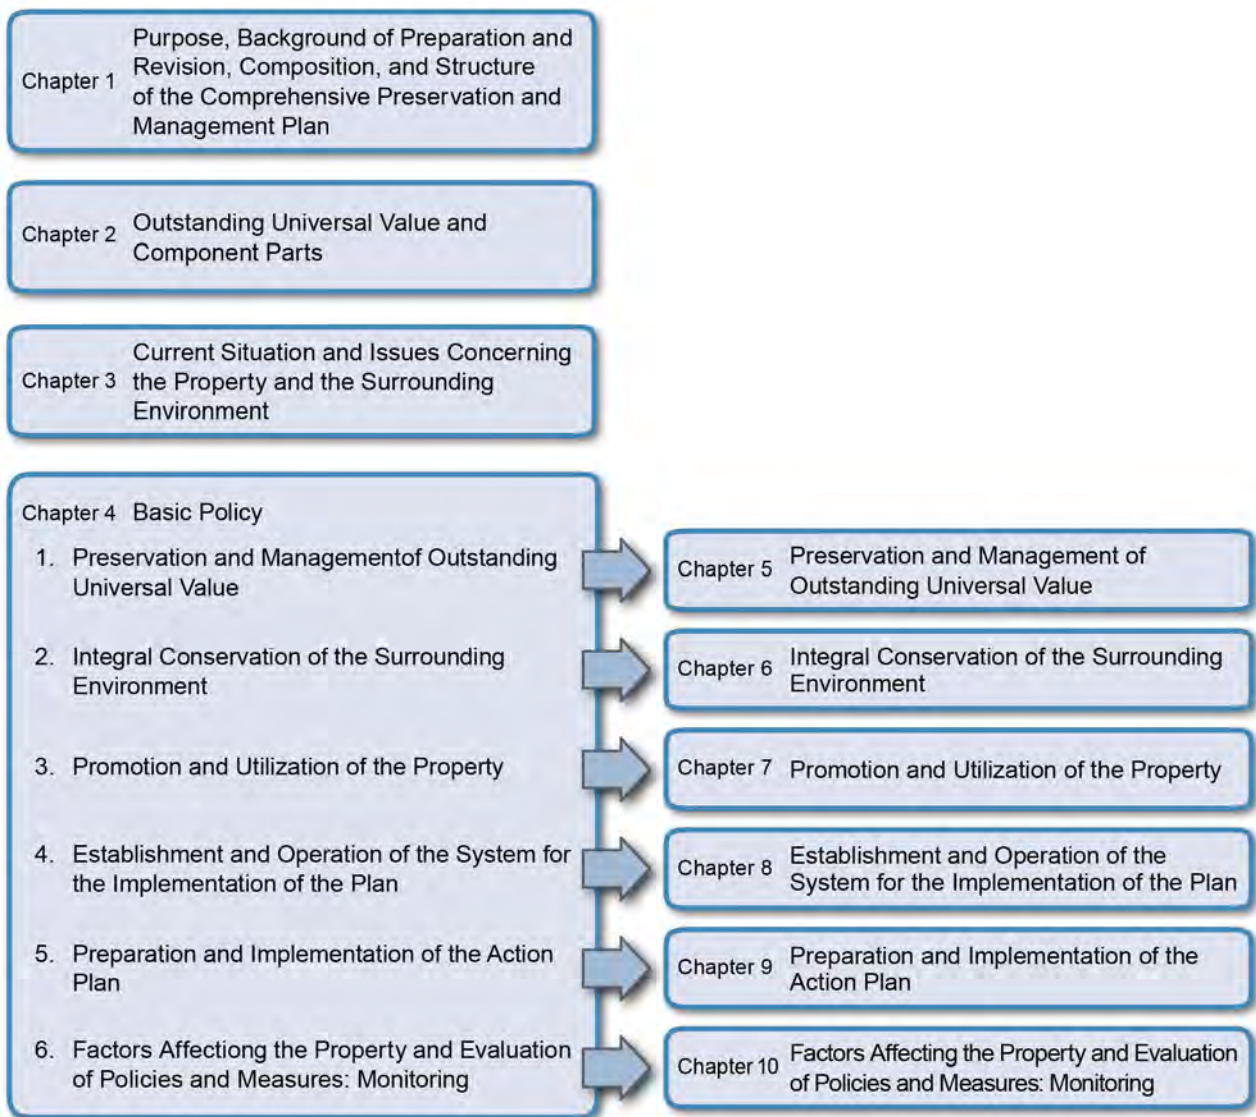 Chapter 1
Purpose, Background of Preparation and
Revision, Composition, and Structure
of the Comprehensive Preservation and
Management Plan
Chapter 2
Outstanding Universal Value and
Component Parts
Chapter 3
Current Situation and Issues Concerning
the Property and the Surrounding
Environment
Chapter 4 Basic Policy
1. Preservation and Managementof Outstanding
Universal Value
2. Integral Conservation of the Surrounding
Environment
3. Promotion and Utilization of the Property
4. Establishment and Operation of the System for
the Implementation of the Plan
5. Preparation and Implementation of the Action
Plan
6. Factors Affectiong the Property and Evaluation
of Policies and Measures: Monitoring
Chapter 5
Preservation and Management of
Outstanding Universal Value
Chapter 6
Integral Conservation of the Surrounding
Environment
Chapter 7 Promotion and Utilization of the Property
Chapter 8
Establishment and Operation of the
System for the Implementation of the Plan
Chapter 9
Preparation and Implementation of the
Action Plan
Chapter 10
Factors Affecting the Property and Evaluation
of Policies and Measures: Monitoring